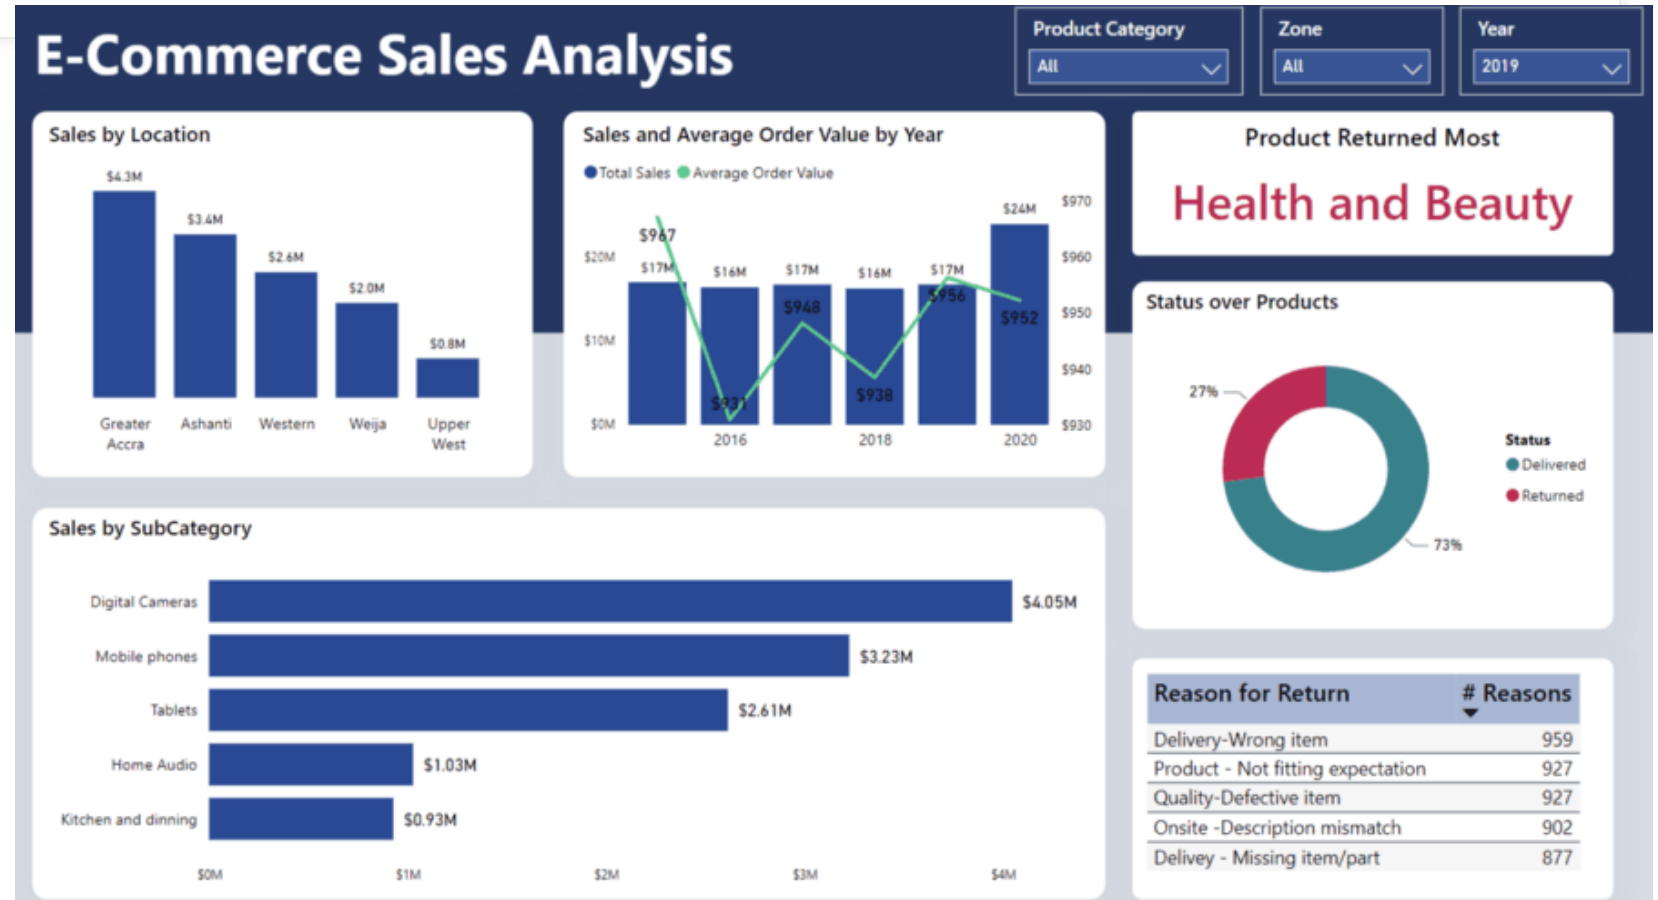 E-Commerce Sales Analysis
Product Category
All
Zone
All
Year
2019
Sales by Location
$4.3M
$3.4M
$2.6M
$2.0M
$0.8M
Greater Accra
Ashanti
Western
Weija
Upper West
Sales and Average Order Value by Year
Total Sales
Average Order Value
$20M
$10M
$0M
$967
$17M
$16M
$17M
$16M
$17M
$24M
$931
$948
$938
$956
$952
$970
$960
$950
$940
$930
2016
2018
2020
Product Returned Most
Health and Beauty
Status over Products
27%
73%
Status
Delivered
Returned
Sales by SubCategory
Digital Cameras
$4.05M
Mobile phones
$3.23M
Tablets
$2.61M
Home Audio
$1.03M
Kitchen and dinning
$0.93M
$0M
$1M
$2M
$3M
$4M
Reason for Return # Reasons
Delivery-Wrong item 959
Product - Not fitting expectation 927
Quality-Defective item 927
Onsite -Description mismatch 902
Delivey - Missing item/part 877